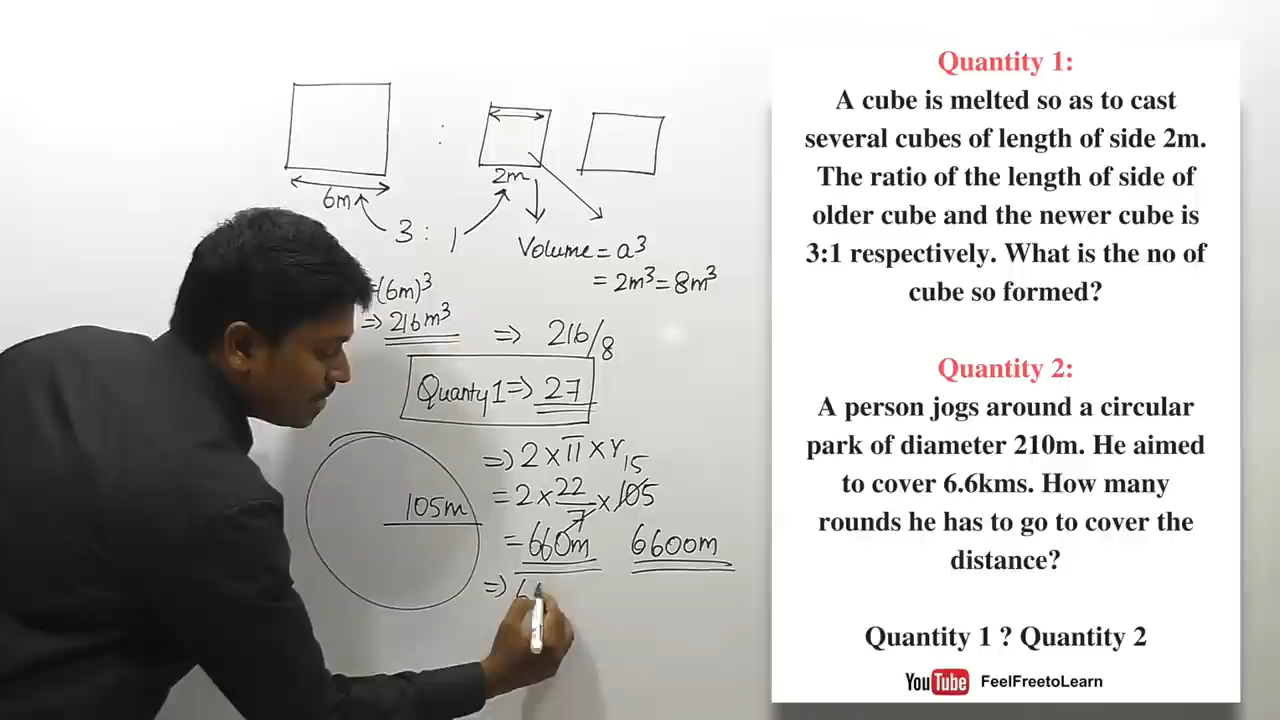 6m
3 : 1
:
2m
Volume = a³
= 2m³ = 8m³
=(6m)³
=> 216m³
=> 216/8
Quanty1=> 27
105m
=> 2 × π × r
15
= 2 × 22/7 × 105
= 660m
6600m
=>
Quantity 1:
A cube is melted so as to cast
several cubes of length of side 2m.
The ratio of the length of side of
older cube and the newer cube is
3:1 respectively. What is the no of
cube so formed?
Quantity 2:
A person jogs around a circular
park of diameter 210m. He aimed
to cover 6.6kms. How many
rounds he has to go to cover the
distance?
Quantity 1 ? Quantity 2
YouTube FeelFreetoLearn